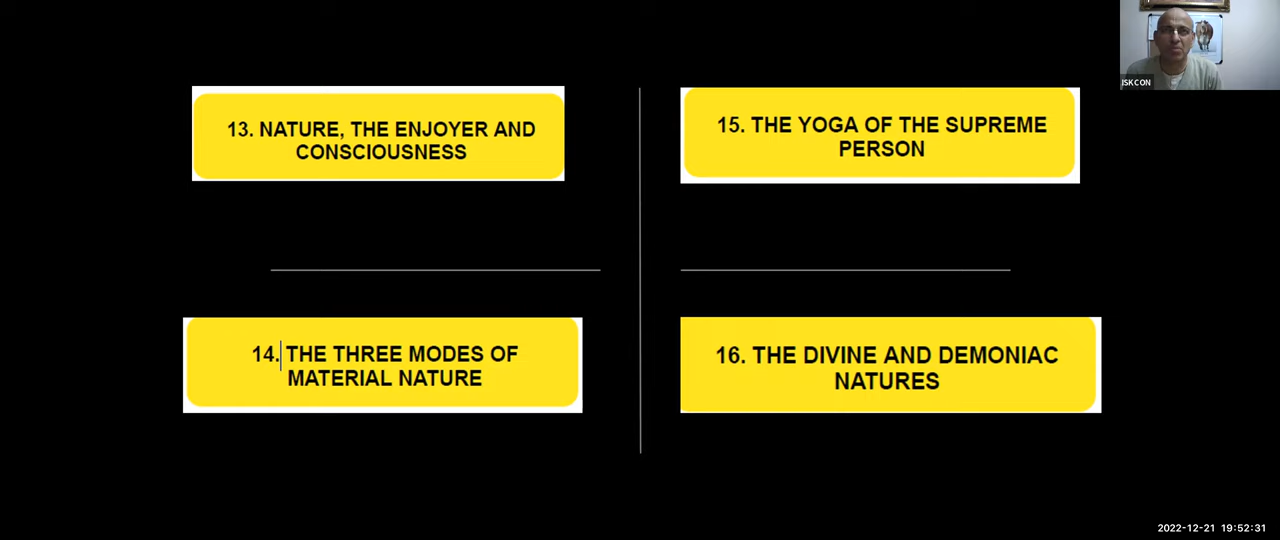 13. NATURE, THE ENJOYER AND
CONSCIOUSNESS
14. THE THREE MODES OF
MATERIAL NATURE
15. THE YOGA OF THE SUPREME
PERSON
16. THE DIVINE AND DEMONIAC
NATURES
ISKCON
2022-12-21 19:52:31